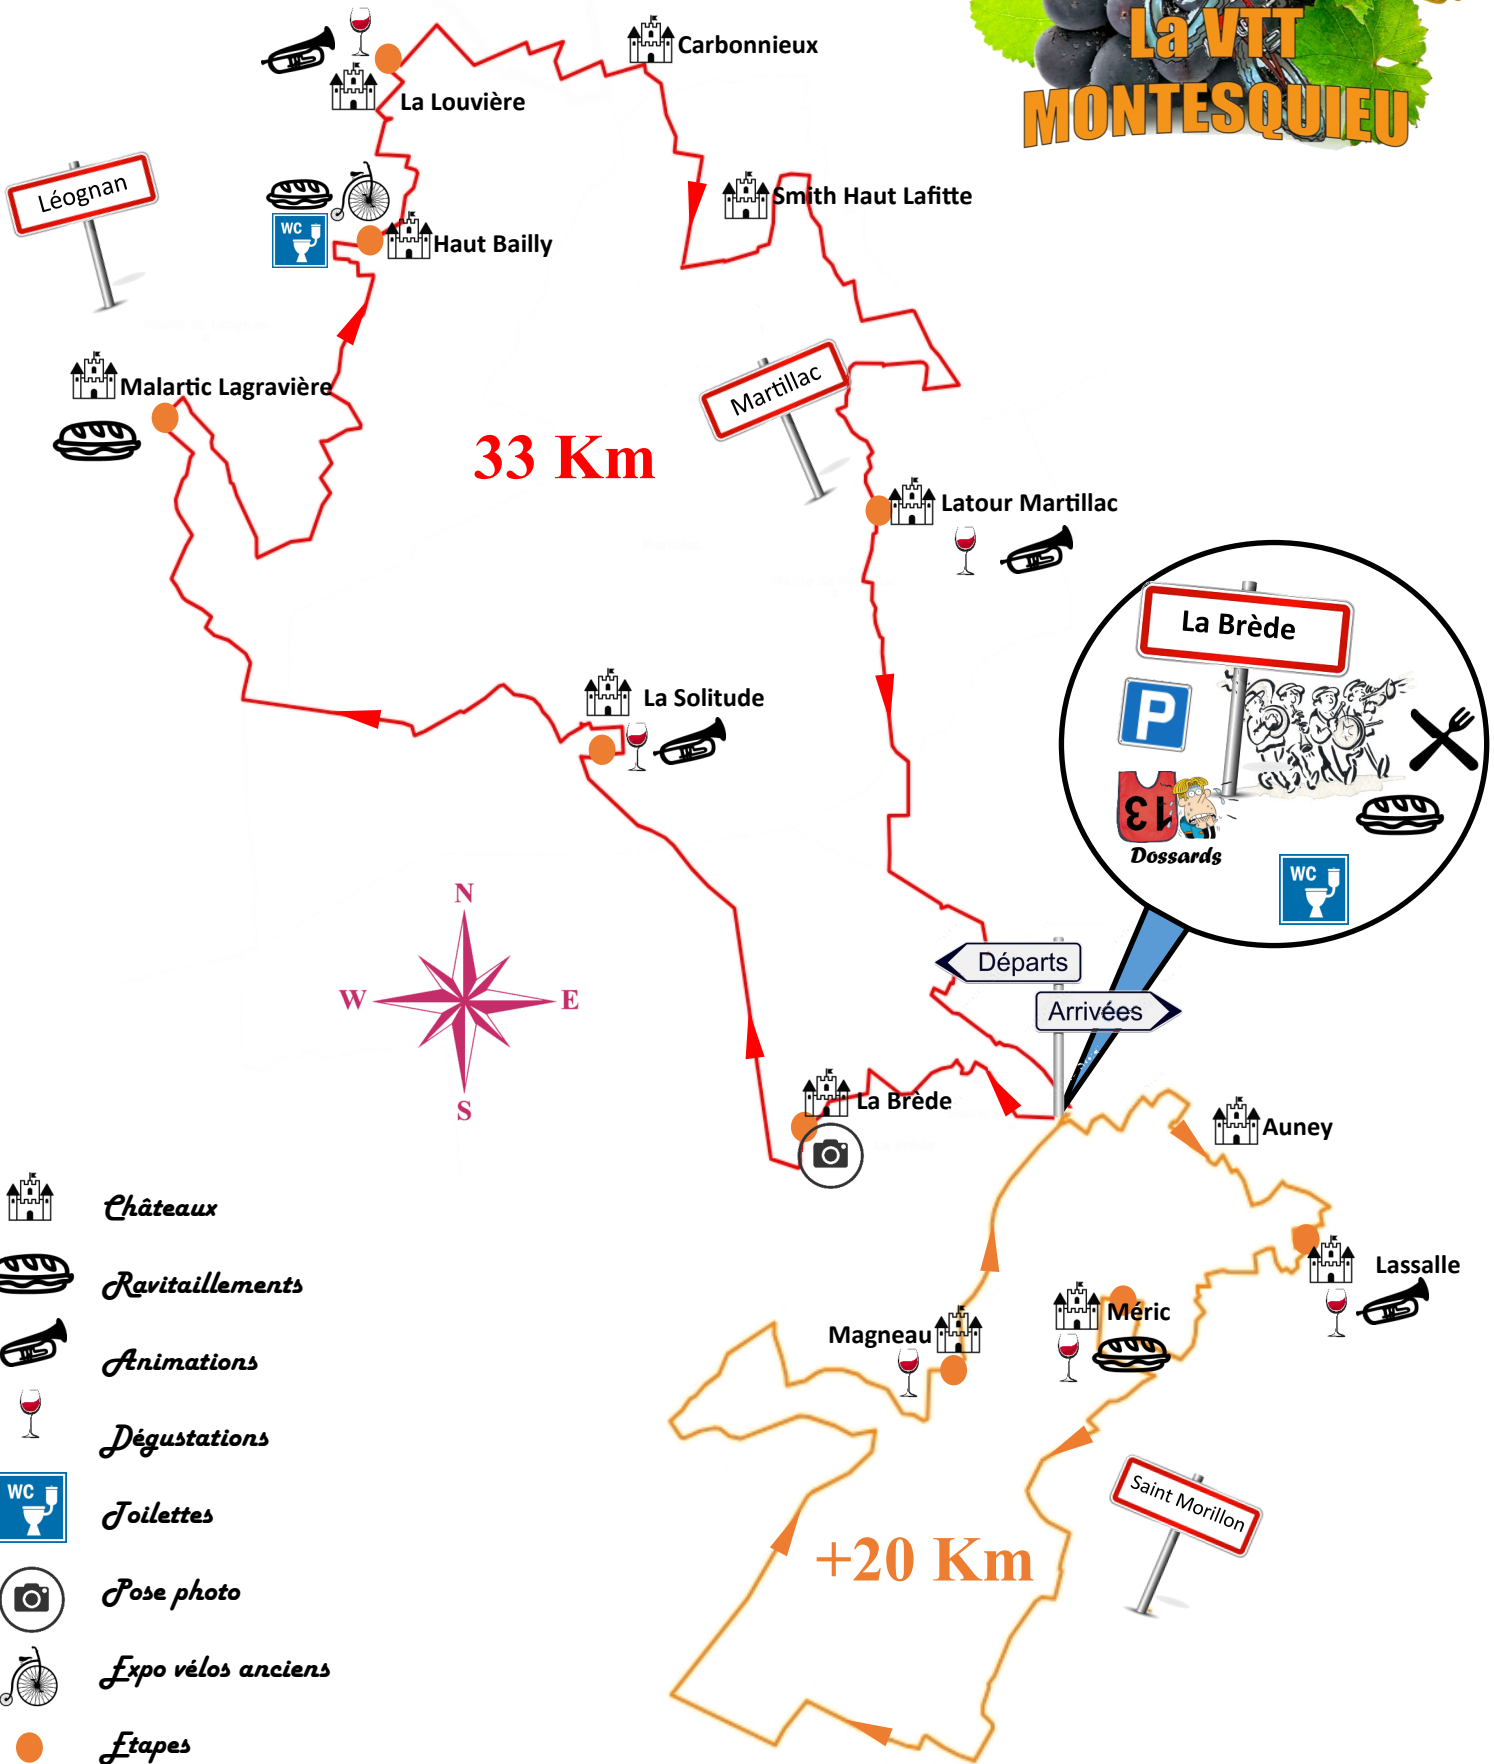 La VTT
MONTESQUIEU
Carbonnieux
La Louvière
Léognan
Smith Haut Lafitte
WC
Haut Bailly
Malartic Lagravière
Martillac
33 Km
Latour Martillac
La Brède
P
La Solitude
13
Dossards
WC
N
W
E
S
Départs
Arrivées
La Brède
Auney
Châteaux
Lassalle
Ravitaillements
Méric
Magneau
Animations
Dégustations
WC
Toilettes
Saint Morillon
+20 Km
Pose photo
Expo vélos anciens
Etapes